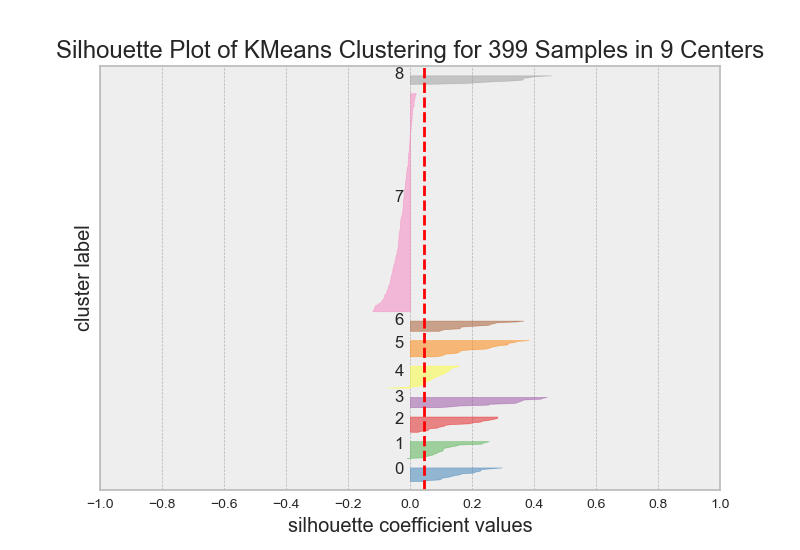 Silhouette Plot of KMeans Clustering for 399 Samples in 9 Centers
8
7
6
5
4
3
2
1
0
cluster label
−1.0 −0.8 −0.6 −0.4 −0.2 0.0 0.2 0.4 0.6 0.8 1.0
silhouette coefficient values